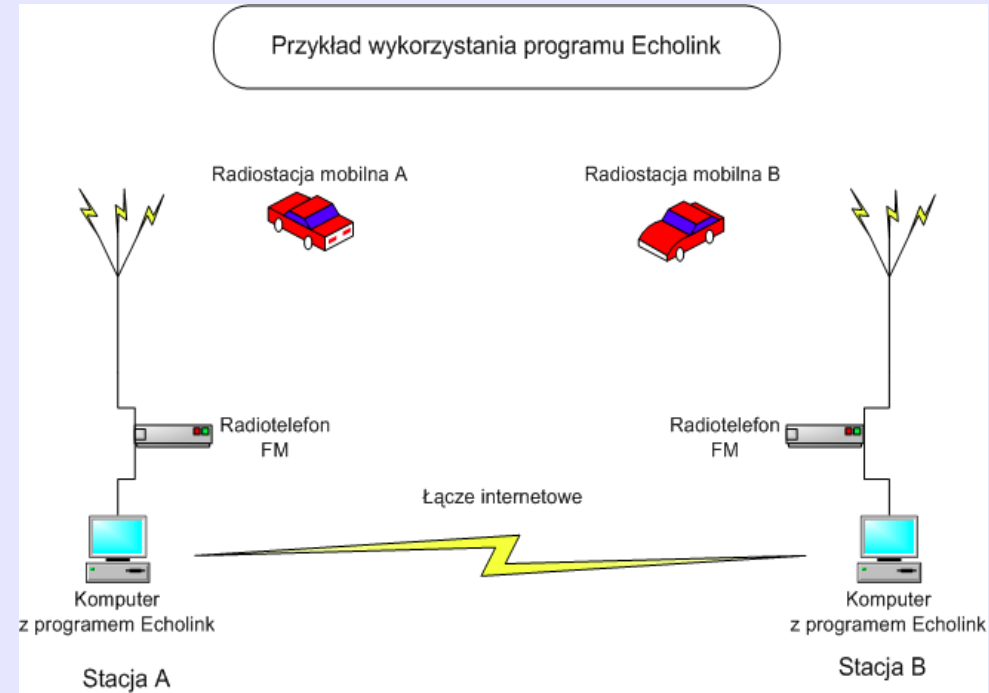 Przykład wykorzystania programu Echolink
Radiostacja mobilna A
Radiostacja mobilna B
Radiotelefon
FM
Radiotelefon
FM
Łącze internetowe
Komputer
z programem Echolink
Komputer
z programem Echolink
Stacja A
Stacja B